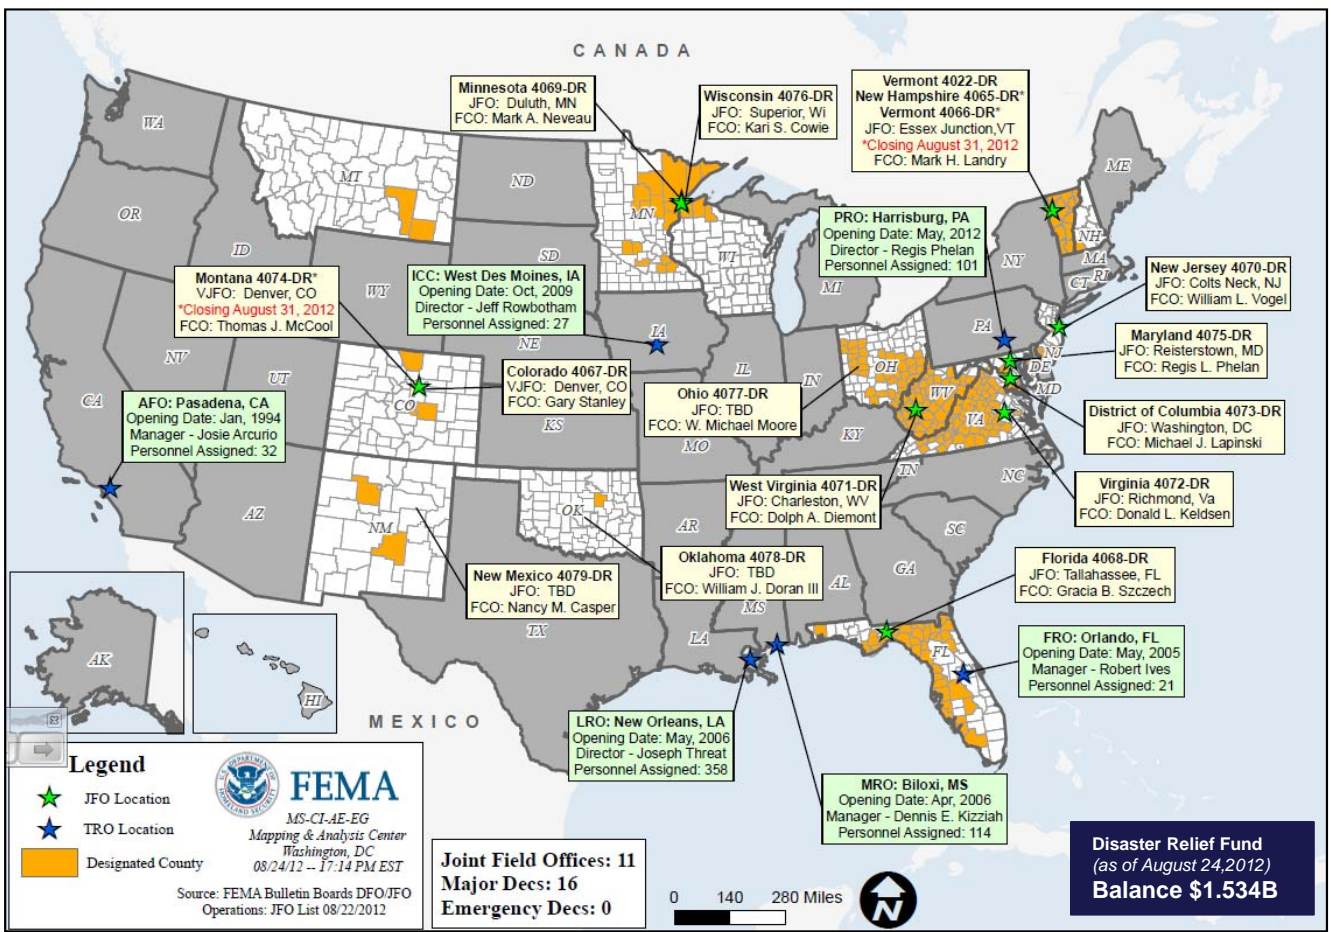 CANADA
Minnesota 4069-DR
JFO: Duluth, MN
FCO: Mark A. Neveau
Wisconsin 4076-DR
JFO: Superior, Wi
FCO: Kari S. Cowie
Vermont 4022-DR
New Hampshire 4065-DR*
Vermont 4066-DR*
JFO: Essex Junction,VT
*Closing August 31, 2012
FCO: Mark H. Landry
PRO: Harrisburg, PA
Opening Date: May, 2012
Director - Regis Phelan
Personnel Assigned: 101
New Jersey 4070-DR
JFO: Colts Neck, NJ
FCO: William L. Vogel
Montana 4074-DR*
VJFO: Denver, CO
*Closing August 31, 2012
FCO: Thomas J. McCool
ICC: West Des Moines, IA
Opening Date: Oct, 2009
Director - Jeff Rowbotham
Personnel Assigned: 27
Maryland 4075-DR
JFO: Reisterstown, MD
FCO: Regis L. Phelan
Colorado 4067-DR
VJFO: Denver, CO
FCO: Gary Stanley
Ohio 4077-DR
JFO: TBD
FCO: W. Michael Moore
AFO: Pasadena, CA
Opening Date: Jan, 1994
Manager - Josie Arcurio
Personnel Assigned: 32
District of Columbia 4073-DR
JFO: Washington, DC
FCO: Michael J. Lapinski
West Virginia 4071-DR
JFO: Charleston, WV
FCO: Dolph A. Diemont
Virginia 4072-DR
JFO: Richmond, Va
FCO: Donald L. Keldsen
New Mexico 4079-DR
JFO: TBD
FCO: Nancy M. Casper
Oklahoma 4078-DR
JFO: TBD
FCO: William J. Doran III
Florida 4068-DR
JFO: Tallahassee, FL
FCO: Gracia B. Szczech
FRO: Orlando, FL
Opening Date: May, 2005
Manager - Robert Ives
Personnel Assigned: 21
LRO: New Orleans, LA
Opening Date: May, 2006
Director - Joseph Threat
Personnel Assigned: 358
MRO: Biloxi, MS
Opening Date: Apr, 2006
Manager - Dennis E. Kizziah
Personnel Assigned: 114
WA
OR
ID
MT
ND
SD
WY
NV
UT
CA
AZ
CO
NM
NE
KS
OK
TX
MN
IA
WI
MI
IL
IN
MO
AR
LA
MS
AL
GA
FL
SC
NC
TN
KY
OH
WV
VA
PA
NY
NJ
DE
MD
CT
RI
MA
NH
ME
AK
HI
MEXICO
Legend
JFO Location
TRO Location
Designated County
FEMA
MS-CI-AE-EG
Mapping & Analysis Center
Washington, DC
08/24/12 -- 17:14 PM EST
Source: FEMA Bulletin Boards DFO/JFO
Operations: JFO List 08/22/2012
Joint Field Offices: 11
Major Decs: 16
Emergency Decs: 0
0 140 280 Miles
N
Disaster Relief Fund
(as of August 24,2012)
Balance $1.534B